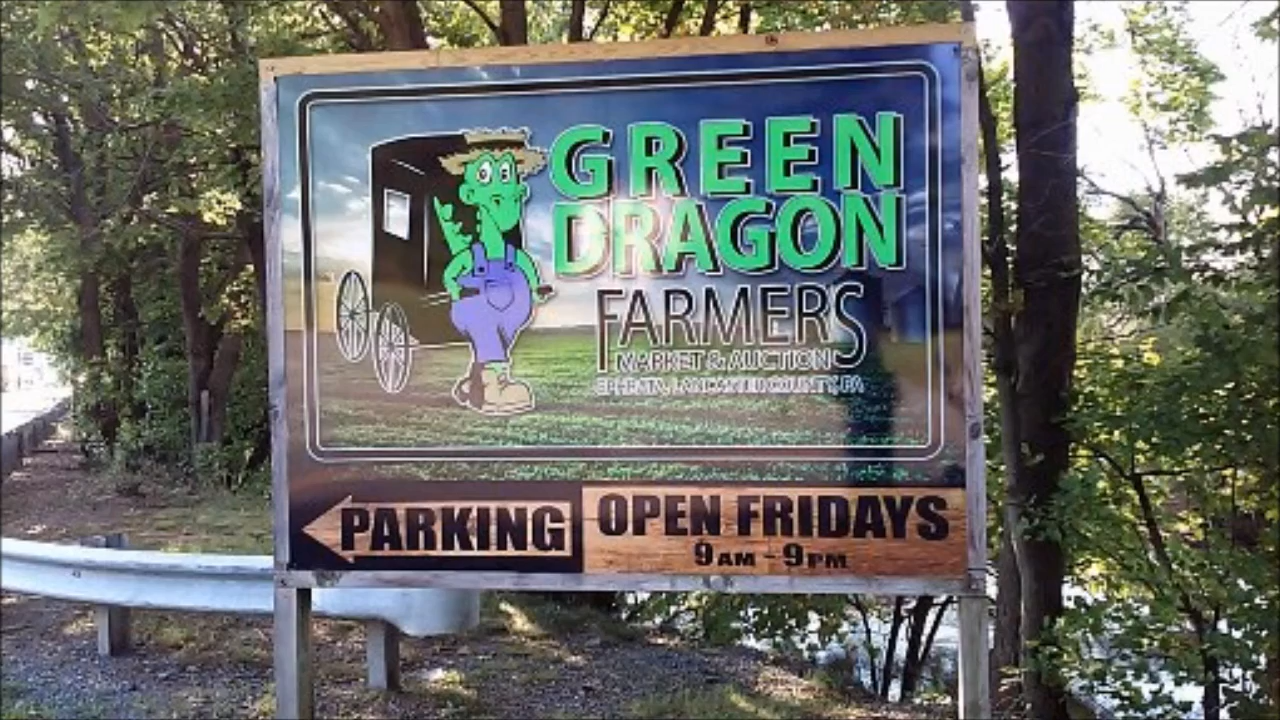 GREEN
DRAGON
FARMERS
MARKET & AUCTION
EPHRATA, LANCASTER COUNTY, PA
PARKING
OPEN FRIDAYS
9AM - 9PM